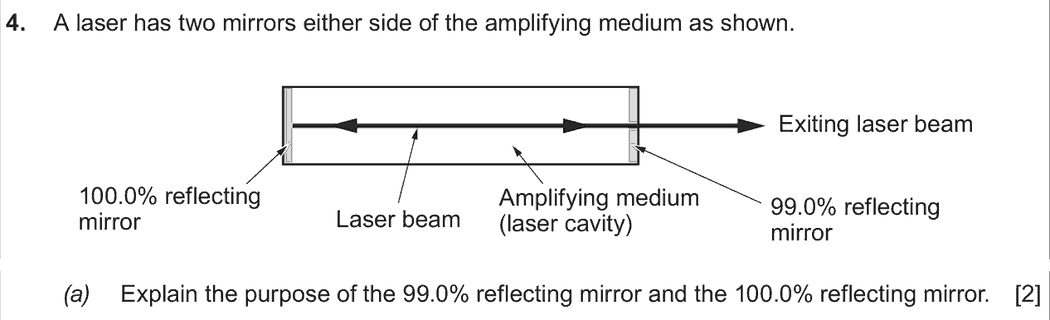 4. A laser has two mirrors either side of the amplifying medium as shown.
Exiting laser beam
100.0% reflecting
mirror
Laser beam
Amplifying medium
(laser cavity)
99.0% reflecting
mirror
(a) Explain the purpose of the 99.0% reflecting mirror and the 100.0% reflecting mirror. [2]